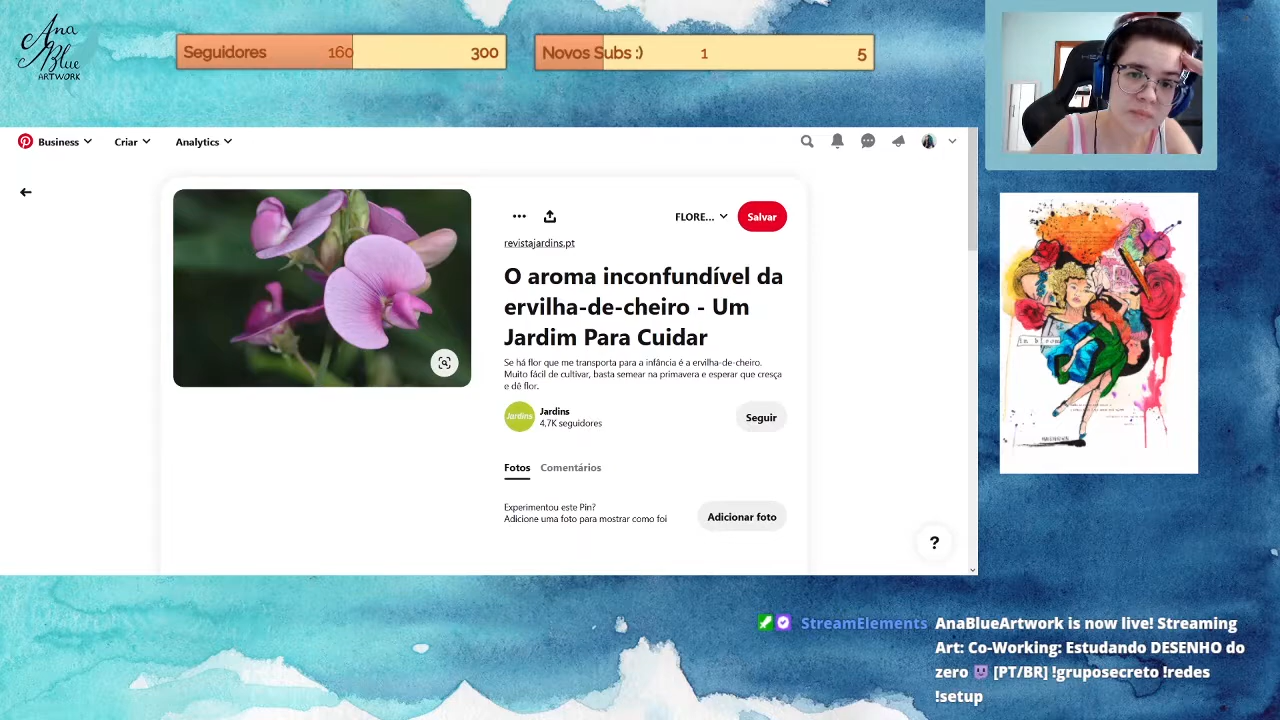 Ana
Blue
ARTWORK
Seguidores 160 300
Novos Subs :) 1 5
Business Criar Analytics
FLORE... Salvar
revistajardins.pt
O aroma inconfundível da
ervilha-de-cheiro - Um
Jardim Para Cuidar
Se há flor que me transporta para a infância é a ervilha-de-cheiro.
Muito fácil de cultivar, basta semear na primavera e esperar que cresça
e dê flor.
Jardins
Jardins
4,7K seguidores
Seguir
Fotos Comentários
Experimentou este Pin?
Adicione uma foto para mostrar como foi
Adicionar foto
?
in bloom
StreamElements AnaBlueArtwork is now live! Streaming
Art: Co-Working: Estudando DESENHO do
zero [PT/BR] !gruposecreto !redes
!setup